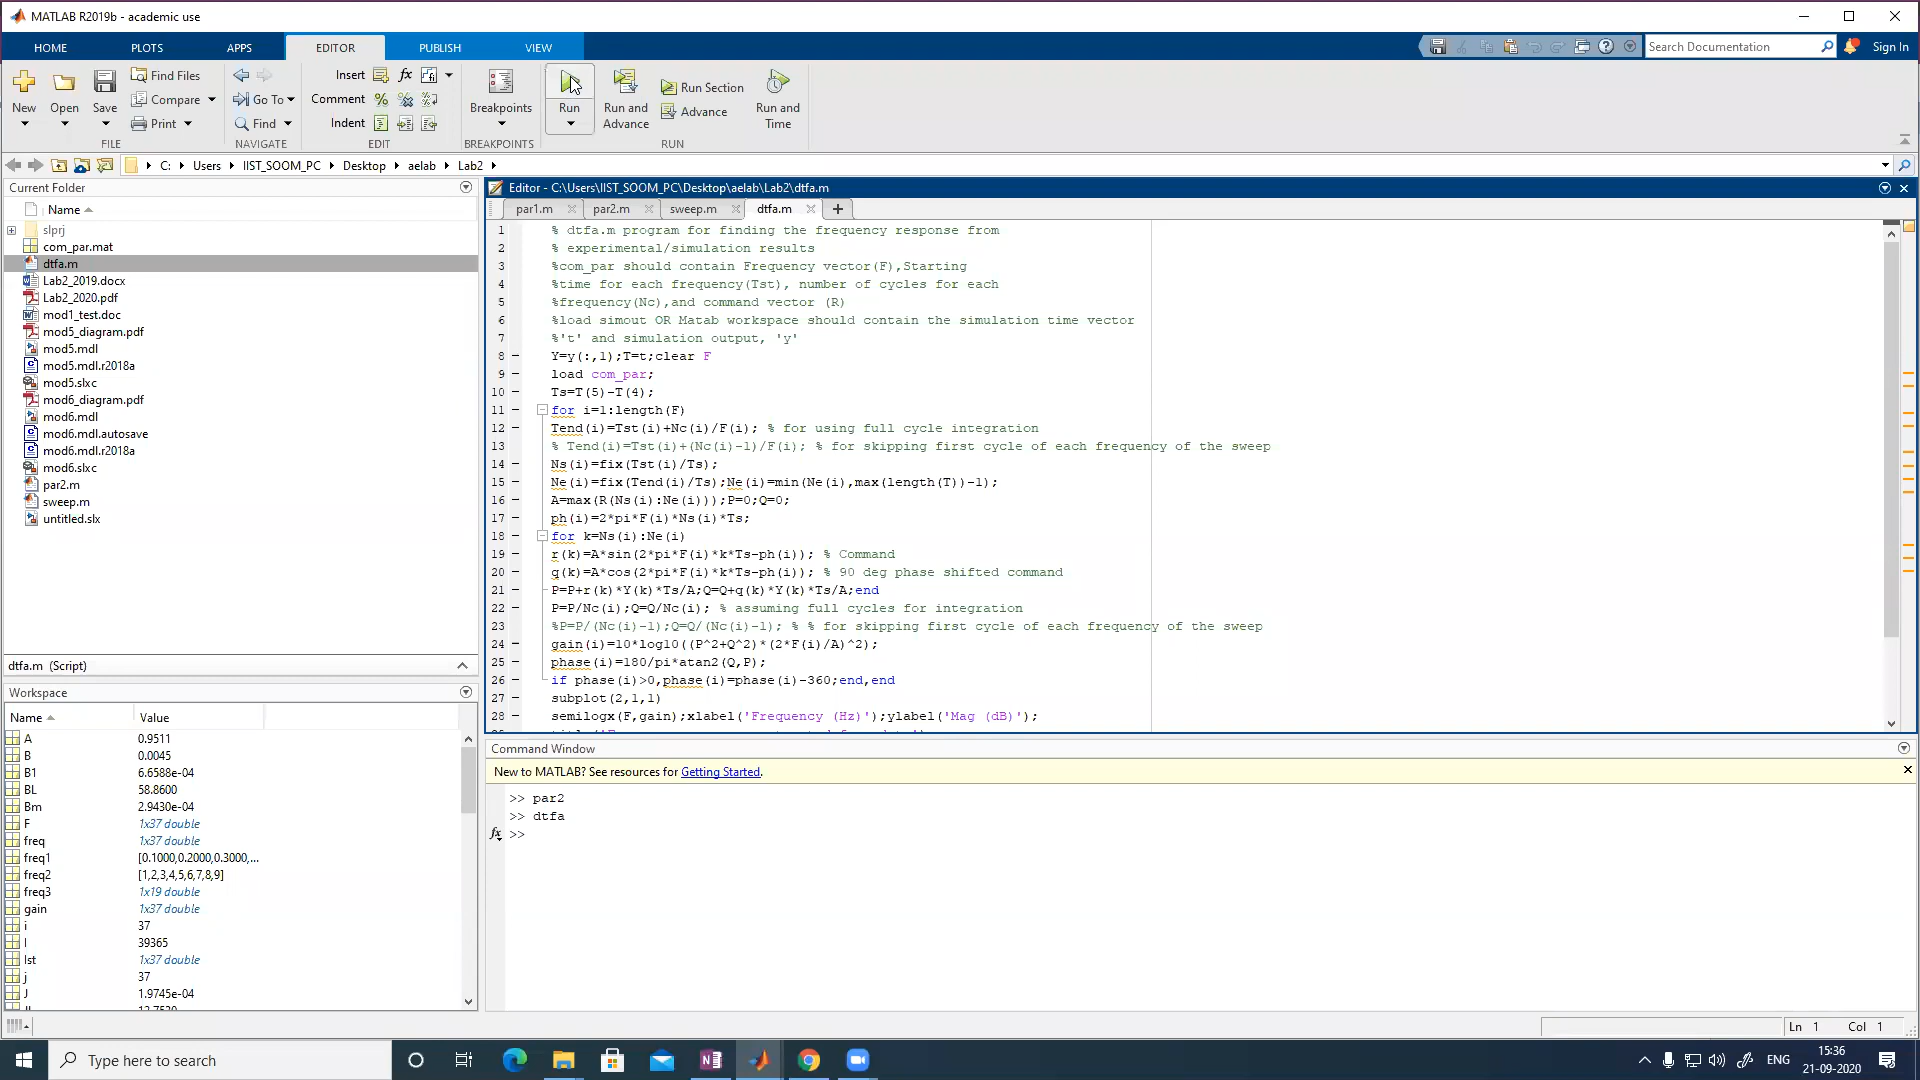 MATLAB R2019b - academic use
HOME
PLOTS
APPS
EDITOR
PUBLISH
VIEW
Search Documentation
Sign In
New
Open
Save
Find Files
Compare
Print
Go To
Find
Insert
Comment
Indent
fx
Breakpoints
Run
Run and
Advance
Run Section
Advance
Run and
Time
FILE
NAVIGATE
EDIT
BREAKPOINTS
RUN
C:
Users
IIST_SOOM_PC
Desktop
aelab
Lab2
Current Folder
Name
slprj
com_par.mat
dtfa.m
Lab2_2019.docx
Lab2_2020.pdf
mod1_test.doc
mod5_diagram.pdf
mod5.mdl
mod5.mdl.r2018a
mod5.slxc
mod6_diagram.pdf
mod6.mdl
mod6.mdl.autosave
mod6.mdl.r2018a
mod6.slxc
par2.m
sweep.m
untitled.slx
dtfa.m (Script)
Workspace
Name
Value
A 0.9511
B 0.0045
B1 6.6588e-04
BL 58.8600
Bm 2.9430e-04
F 1x37 double
freq 1x37 double
freq1 [0.1000,0.2000,0.3000,...
freq2 [1,2,3,4,5,6,7,8,9]
freq3 1x19 double
gain 1x37 double
i 37
I 39365
Ist 1x37 double
j 37
J 1.9745e-04
Editor - C:\Users\IIST_SOOM_PC\Desktop\aelab\Lab2\dtfa.m
par1.m
par2.m
sweep.m
dtfa.m
1 % dtfa.m program for finding the frequency response from
2 % experimental/simulation results
3 %com_par should contain Frequency vector(F),Starting
4 %time for each frequency(Tst), number of cycles for each
5 %frequency(Nc),and command vector (R)
6 %load simout OR Matab workspace should contain the simulation time vector
7 %'t' and simulation output, 'y'
8 Y=y(:,1);T=t;clear F
9 load com_par;
10 Ts=T(5)-T(4);
11 for i=1:length(F)
12 Tend(i)=Tst(i)+Nc(i)/F(i); % for using full cycle integration
13 % Tend(i)=Tst(i)+(Nc(i)-1)/F(i); % for skipping first cycle of each frequency of the sweep
14 Ns(i)=fix(Tst(i)/Ts);
15 Ne(i)=fix(Tend(i)/Ts);Ne(i)=min(Ne(i),max(length(T))-1);
16 A=max(R(Ns(i):Ne(i)));P=0;Q=0;
17 ph(i)=2*pi*F(i)*Ns(i)*Ts;
18 for k=Ns(i):Ne(i)
19 r(k)=A*sin(2*pi*F(i)*k*Ts-ph(i)); % Command
20 q(k)=A*cos(2*pi*F(i)*k*Ts-ph(i)); % 90 deg phase shifted command
21 P=P+r(k)*Y(k)*Ts/A;Q=Q+q(k)*Y(k)*Ts/A;end
22 P=P/Nc(i);Q=Q/Nc(i); % assuming full cycles for integration
23 %P=P/(Nc(i)-1);Q=Q/(Nc(i)-1); % % for skipping first cycle of each frequency of the sweep
24 gain(i)=10*log10((P^2+Q^2)*(2*F(i)/A)^2);
25 phase(i)=180/pi*atan2(Q,P);
26 if phase(i)>0,phase(i)=phase(i)-360;end,end
27 subplot(2,1,1)
28 semilogx(F,gain);xlabel('Frequency (Hz)');ylabel('Mag (dB)');
Command Window
New to MATLAB? See resources for Getting Started.
>> par2
>> dtfa
fx >>
Ln 1 Col 1
Type here to search
ENG
15:36
21-09-2020